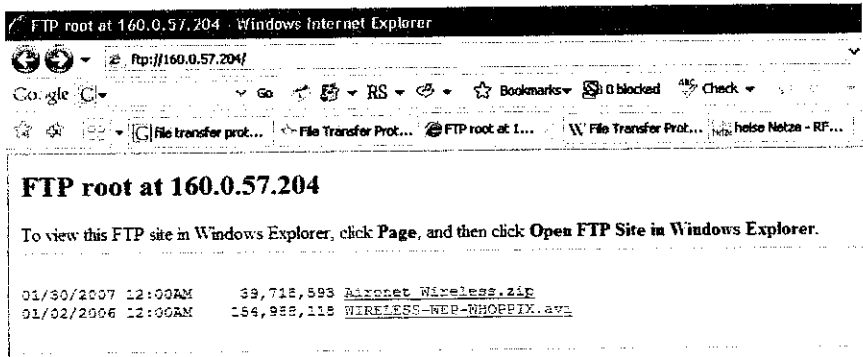 FTP root at 160.0.57.204 - Windows Internet Explorer
ftp://160.0.57.204/
Google G Go RS Bookmarks 0 blocked ABC Check
G file transfer prot... File Transfer Prot... FTP root at 1... W File Transfer Prot... heise Netze - RF...
FTP root at 160.0.57.204
To view this FTP site in Windows Explorer, click Page, and then click Open FTP Site in Windows Explorer.
01/30/2007 12:00AM 39,718,593 Aironet Wireless.zip
01/02/2006 12:00AM WIRELESS-WEP-WHOPPIX.avi